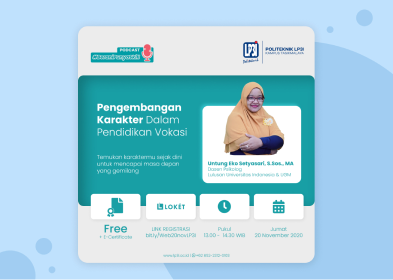 PODCAST
POLITEKNIK LP3I
KAMPUS TASIKMALAYA
Pengembangan
Karakter Dalam
Pendidikan Vokasi
Temukan karaktermu sejak dini
untuk mencapai masa depan
yang gemilang
Untung Eko Setyasari, S.Sos., MA
Dosen Psikolog
Lulusan Universitas Indonesia & UGM
Free
+ E-Certificate
LOKÉT
LINK REGISTRASI
Pukul
13.00 - 14.30 WIB
Jumat
20 November 2020